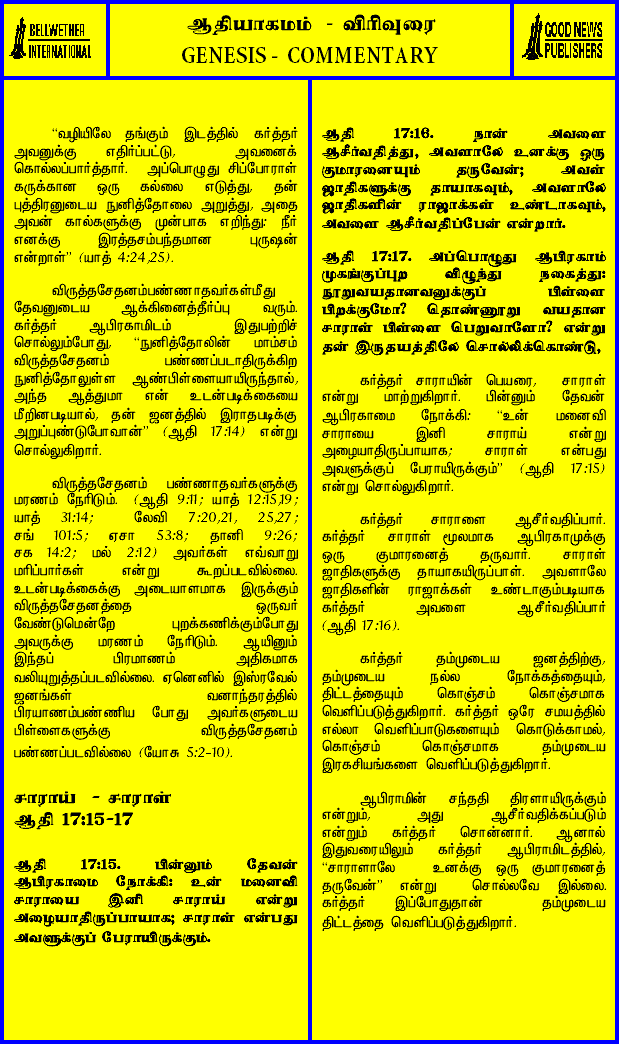 BELLWETHER
INTERNATIONAL
ஆதியாகமம் - விரிவுரை
GENESIS - COMMENTARY
GOOD NEWS
PUBLISHERS
“வழியிலே தங்கும் இடத்தில் கர்த்தர்
அவனுக்கு எதிர்ப்பட்டு, அவனைக்
கொல்லப்பார்த்தார். அப்பொழுது சிப்போராள்
கருக்கான ஒரு கல்லை எடுத்து, தன்
புத்திரனுடைய நுனித்தோலை அறுத்து, அதை
அவன் கால்களுக்கு முன்பாக எறிந்து: நீர்
எனக்கு இரத்தசம்பந்தமான புருஷன்
என்றாள்” (யாத் 4:24,25).
விருத்தசேதனம்பண்ணாதவர்கள்மீது
தேவனுடைய ஆக்கினைத்தீர்ப்பு வரும்.
கர்த்தர் ஆபிரகாமிடம் இதுபற்றிச்
சொல்லும்போது, “நுனித்தோலின் மாம்சம்
விருத்தசேதனம் பண்ணப்படாதிருக்கிற
நுனித்தோலுள்ள ஆண்பிள்ளையாயிருந்தால்,
அந்த ஆத்துமா என் உடன்படிக்கையை
மீறினபடியால், தன் ஜனத்தில் இராதபடிக்கு
அறுப்புண்டுபோவான்” (ஆதி 17:14) என்று
சொல்லுகிறார்.
விருத்தசேதனம் பண்ணாதவர்களுக்கு
மரணம் நேரிடும். (ஆதி 9:11; யாத் 12:15,19;
யாத் 31:14; லேவி 7:20,21, 25,27;
சங் 101:5; ஏசா 53:8; தானி 9:26;
சக 14:2; மல் 2:12) அவர்கள் எவ்வாறு
மரிப்பார்கள் என்று கூறப்படவில்லை.
உடன்படிக்கைக்கு அடையாளமாக இருக்கும்
விருத்தசேதனத்தை ஒருவர்
வேண்டுமென்றே புறக்கணிக்கும்போது
அவருக்கு மரணம் நேரிடும். ஆயினும்
இந்தப் பிரமாணம் அதிகமாக
வலியுறுத்தப்படவில்லை. ஏனெனில் இஸ்ரவேல்
ஜனங்கள் வனாந்தரத்தில்
பிரயாணம்பண்ணிய போது அவர்களுடைய
பிள்ளைகளுக்கு விருத்தசேதனம்
பண்ணப்படவில்லை (யோசு 5:2-10).
சாராய் - சாராள்
ஆதி 17:15-17
ஆதி 17:15. பின்னும் தேவன்
ஆபிரகாமை நோக்கி: உன் மனைவி
சாராயை இனி சாராய் என்று
அழையாதிருப்பாயாக; சாராள் என்பது
அவளுக்குப் பேராயிருக்கும்.
ஆதி 17:16. நான் அவளை
ஆசீர்வதித்து, அவளாலே உனக்கு ஒரு
குமாரனையும் தருவேன்; அவள்
ஜாதிகளுக்கு தாயாகவும், அவளாலே
ஜாதிகளின் ராஜாக்கள் உண்டாகவும்,
அவளை ஆசீர்வதிப்பேன் என்றார்.
ஆதி 17:17. அப்பொழுது ஆபிரகாம்
முகங்குப்புற விழுந்து நகைத்து:
நூறுவயதானவனுக்குப் பிள்ளை
பிறக்குமோ? தொண்ணூறு வயதான
சாராள் பிள்ளை பெறுவாளோ? என்று
தன் இருதயத்திலே சொல்லிக்கொண்டு,
கர்த்தர் சாராயின் பெயரை, சாராள்
என்று மாற்றுகிறார். பின்னும் தேவன்
ஆபிரகாமை நோக்கி: “உன் மனைவி
சாராயை இனி சாராய் என்று
அழையாதிருப்பாயாக; சாராள் என்பது
அவளுக்குப் பேராயிருக்கும்” (ஆதி 17:15)
என்று சொல்லுகிறார்.
கர்த்தர் சாராளை ஆசீர்வதிப்பார்.
கர்த்தர் சாராள் மூலமாக ஆபிரகாமுக்கு
ஒரு குமாரனைத் தருவார். சாராள்
ஜாதிகளுக்கு தாயாகயிருப்பாள். அவளாலே
ஜாதிகளின் ராஜாக்கள் உண்டாகும்படியாக
கர்த்தர் அவளை ஆசீர்வதிப்பார்
(ஆதி 17:16).
கர்த்தர் தம்முடைய ஜனத்திற்கு,
தம்முடைய நல்ல நோக்கத்தையும்,
திட்டத்தையும் கொஞ்சம் கொஞ்சமாக
வெளிப்படுத்துகிறார். கர்த்தர் ஒரே சமயத்தில்
எல்லா வெளிப்பாடுகளையும் கொடுக்காமல்,
கொஞ்சம் கொஞ்சமாக தம்முடைய
இரகசியங்களை வெளிப்படுத்துகிறார்.
ஆபிராமின் சந்ததி திரளாயிருக்கும்
என்றும், அது ஆசீர்வதிக்கப்படும்
என்றும் கர்த்தர் சொன்னார். ஆனால்
இதுவரையிலும் கர்த்தர் ஆபிராமிடத்தில்,
“சாராளாலே உனக்கு ஒரு குமாரனைத்
தருவேன்” என்று சொல்லவே இல்லை.
கர்த்தர் இப்போதுதான் தம்முடைய
திட்டத்தை வெளிப்படுத்துகிறார்.